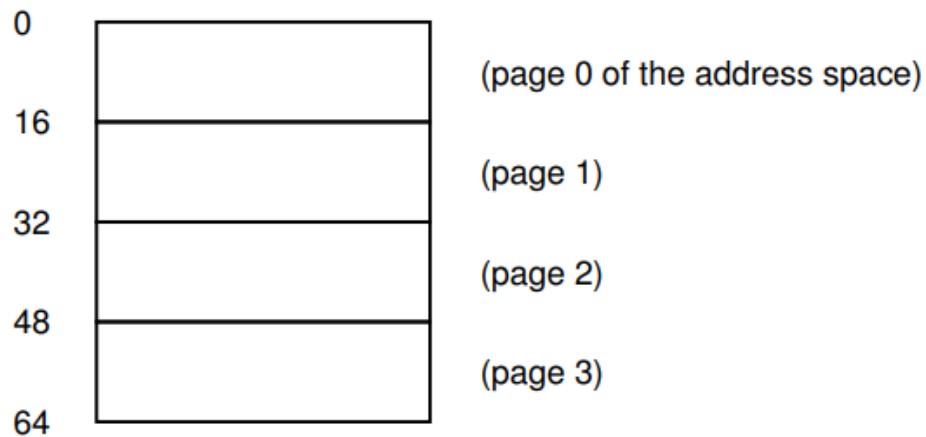 0
(page 0 of the address space)
16
(page 1)
32
(page 2)
48
(page 3)
64